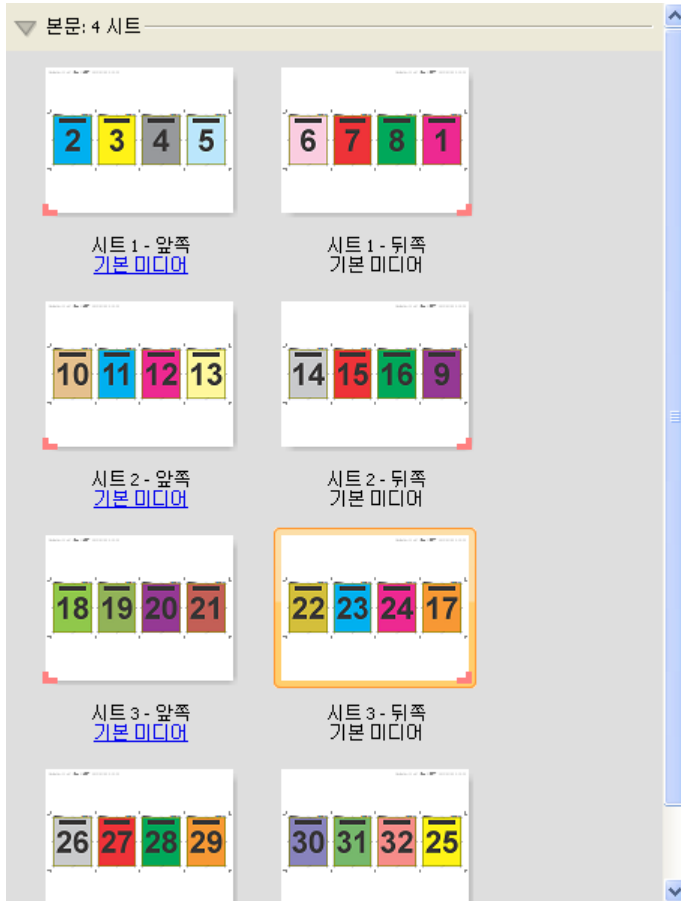 본문: 4 시트
2 3 4 5
6 7 8 1
시트 1 - 앞쪽
기본 미디어
시트 1 - 뒤쪽
기본 미디어
10 11 12 13
14 15 16 9
시트 2 - 앞쪽
기본 미디어
시트 2 - 뒤쪽
기본 미디어
18 19 20 21
22 23 24 17
시트 3 - 앞쪽
기본 미디어
시트 3 - 뒤쪽
기본 미디어
26 27 28 29
30 31 32 25